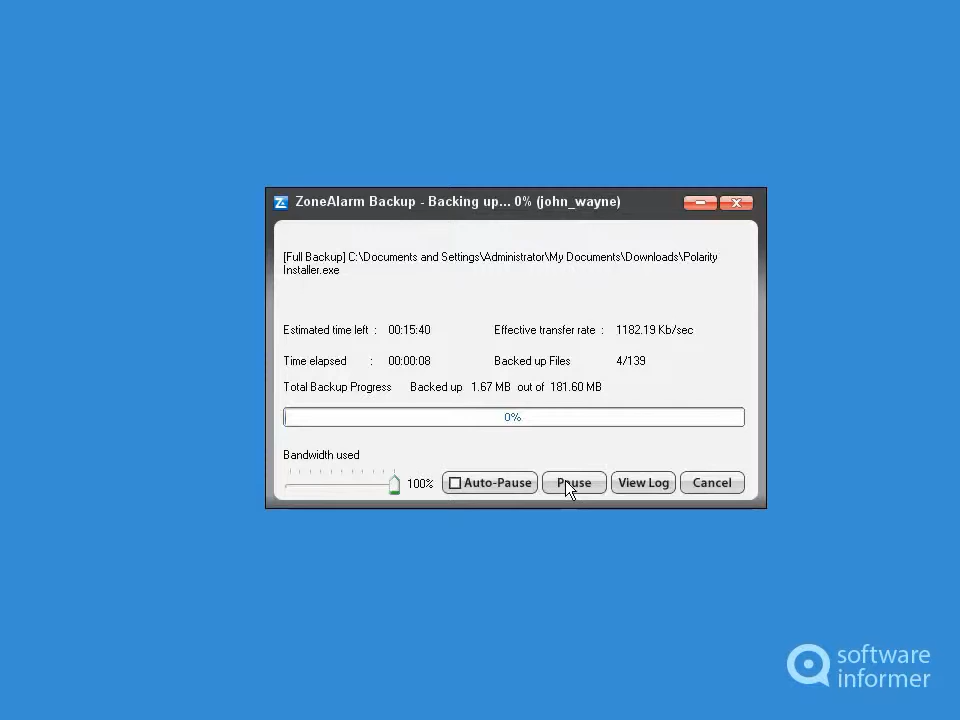 ZoneAlarm Backup - Backing up... 0% (john_wayne)
[Full Backup] C:\Documents and Settings\Administrator\My Documents\Downloads\Polarity
Installer.exe
Estimated time left : 00:15:40 Effective transfer rate : 1182.19 Kb/sec
Time elapsed : 00:00:08 Backed up Files 4/139
Total Backup Progress Backed up 1.67 MB out of 181.60 MB
0%
Bandwidth used
100% Auto-Pause Pause View Log Cancel
software
informer